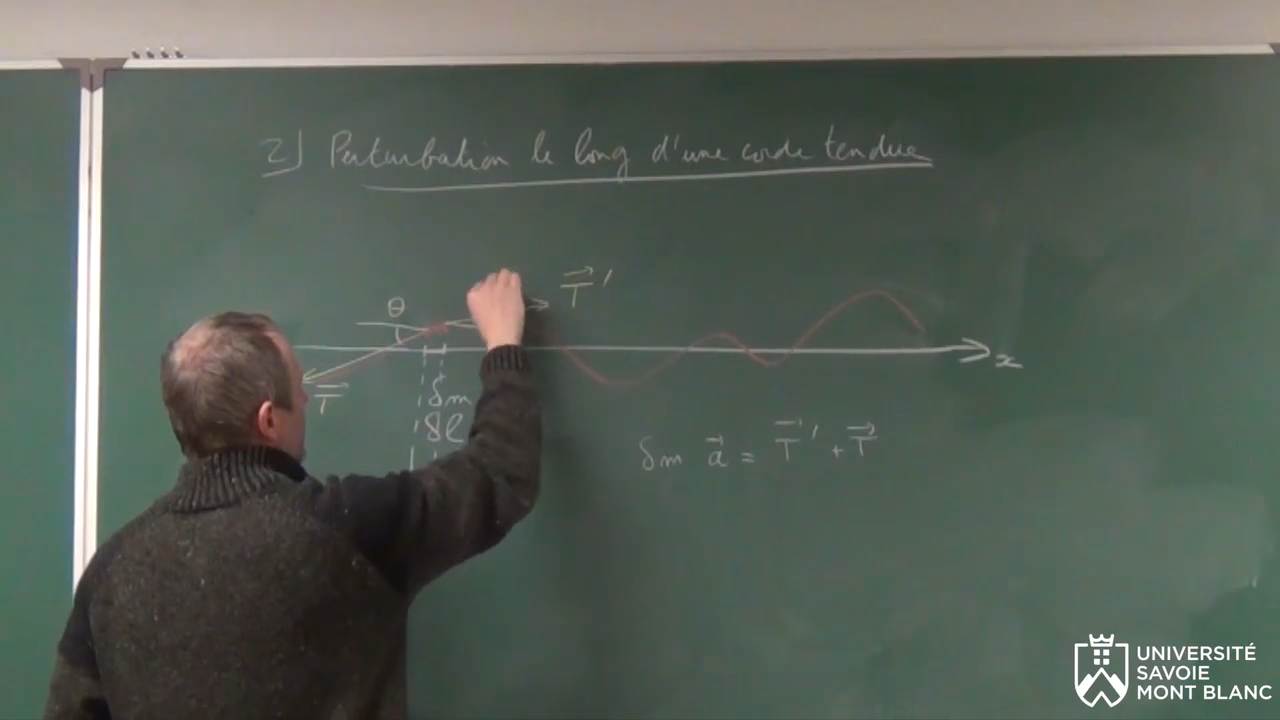 2) Perturbation le long d'une corde tendue
θ
T⃗ '
x
T⃗
δm
δl
δm a⃗ = T⃗ ' + T⃗
UNIVERSITÉ
SAVOIE
MONT BLANC